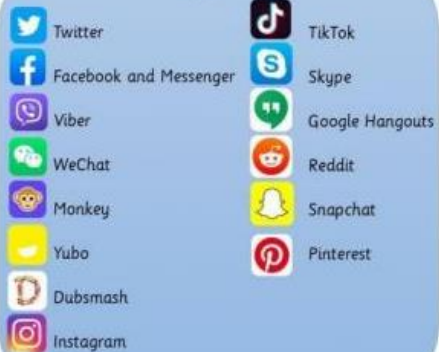 Twitter
Facebook and Messenger
Viber
WeChat
Monkey
Yubo
Dubsmash
Instagram
TikTok
Skype
Google Hangouts
Reddit
Snapchat
Pinterest